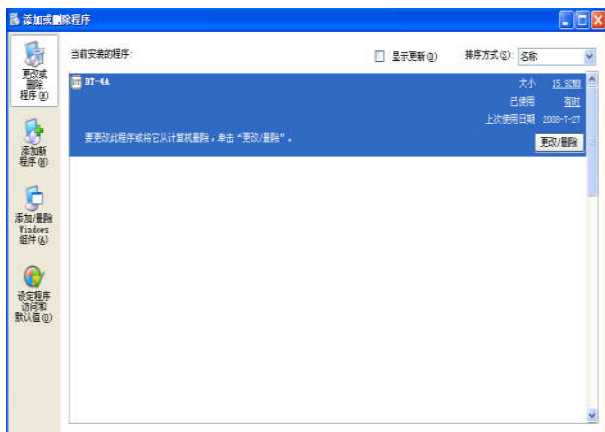 添加或删除程序
更改或
删除
程序(H)
当前安装的程序:
显示更新(D)
排序方式(S): 名称
DT-4A
大小 15.92MB
已使用 有时
上次使用日期 2008-7-27
要更改此程序或将它从计算机删除，单击“更改/删除”。
更改/删除
添加新
程序(N)
添加/删除
Windows
组件(A)
设定程序
访问和
默认值(O)